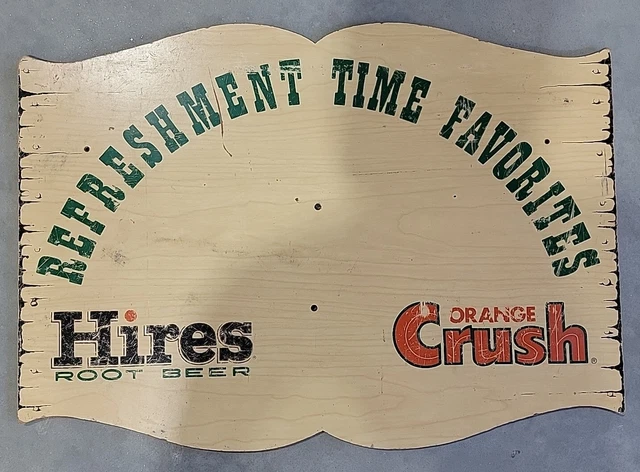 REFRESHMENT TIME FAVORITES
Hires
ROOT BEER
ORANGE
Crush